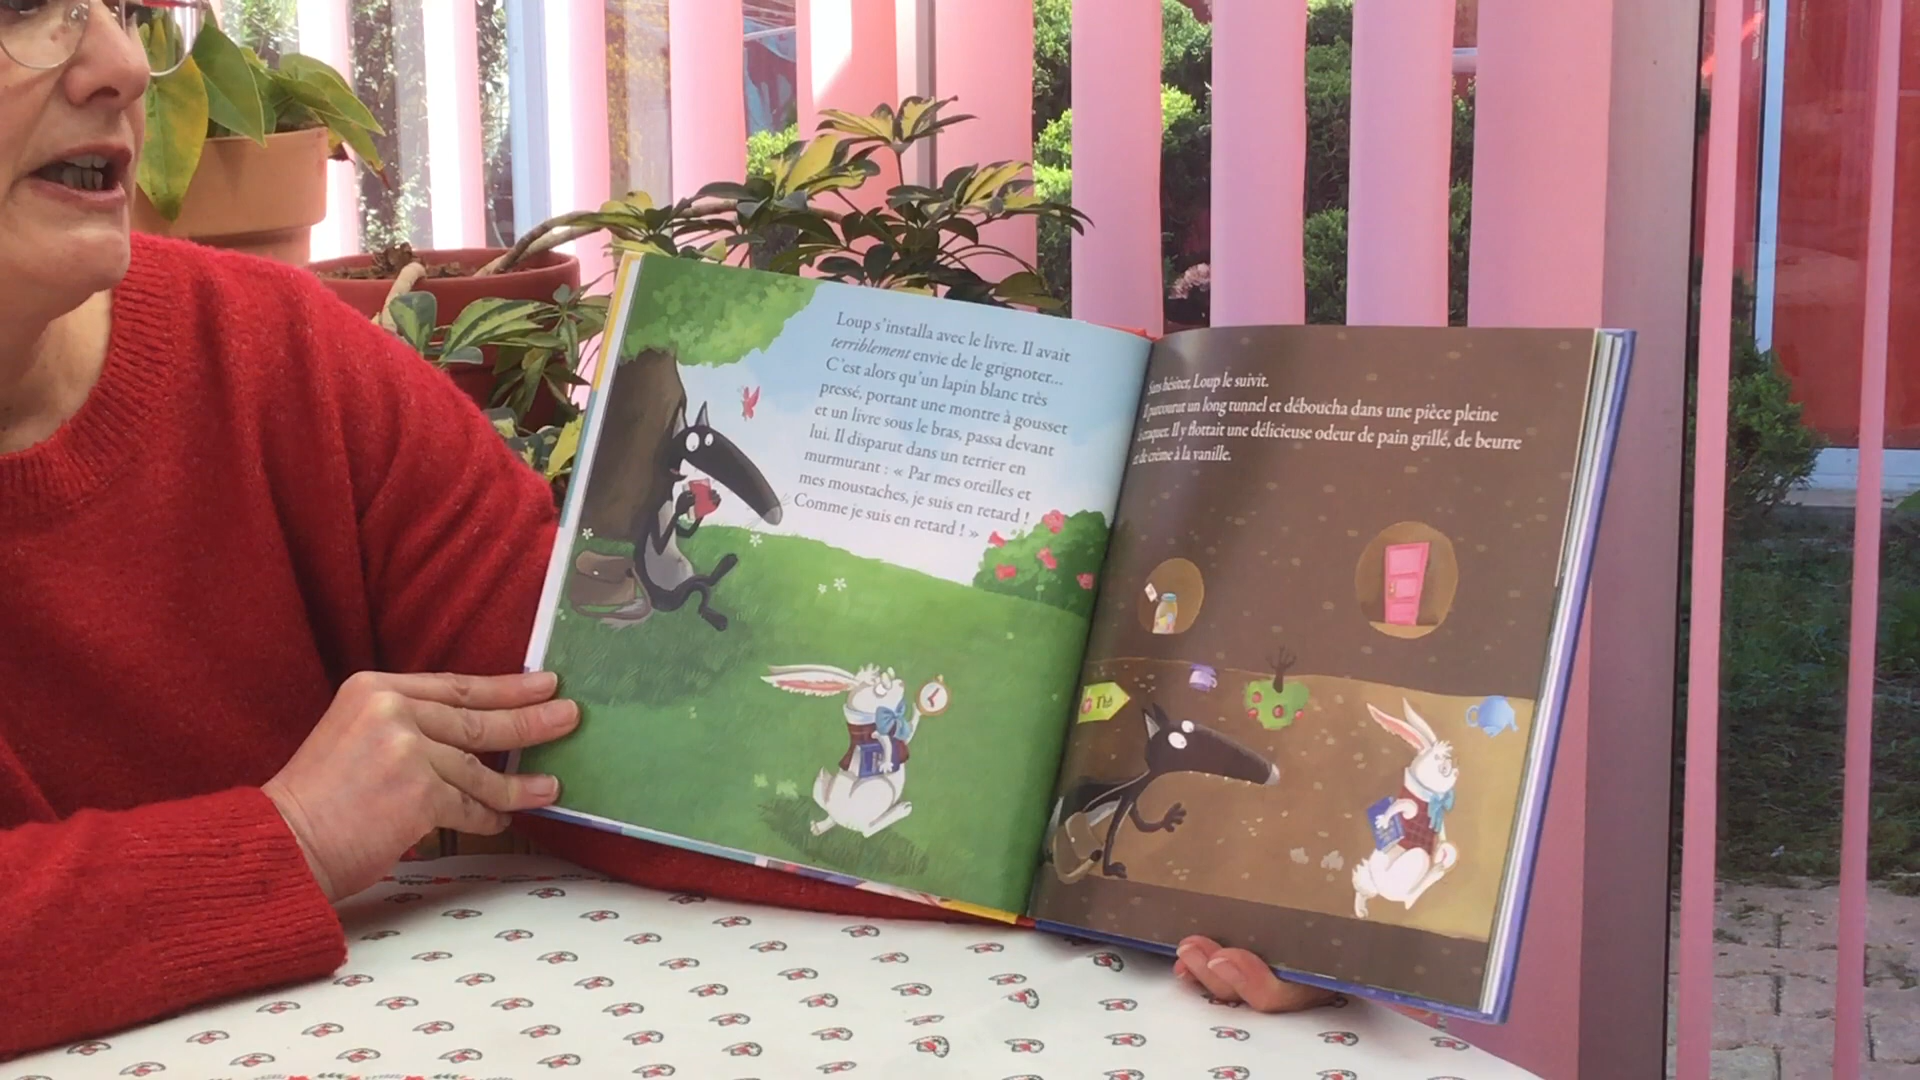 Loup s'installa avec le livre. Il avait
terriblement envie de le grignoter...
C'est alors qu'un lapin blanc très
pressé, portant une montre à gousset
et un livre sous le bras, passa devant
lui. Il disparut dans un terrier en
murmurant : « Par mes oreilles et
mes moustaches, je suis en retard !
Comme je suis en retard ! »
Sans hésiter, Loup le suivit.
Il parcourut un long tunnel et déboucha dans une pièce pleine
à craquer. Il y flottait une délicieuse odeur de pain grillé, de beurre
et de crème à la vanille.